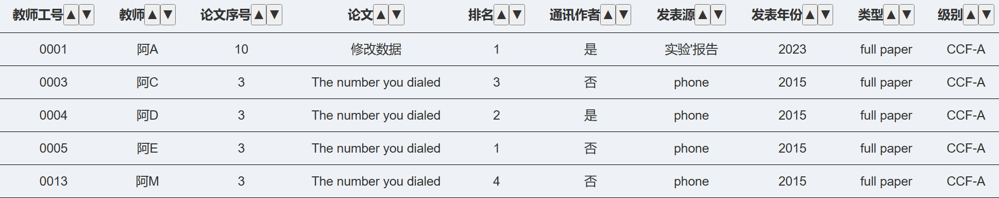 教师工号▲▼ 教师▲▼ 论文序号▲▼ 论文▲▼ 排名▲▼ 通讯作者▲▼ 发表源▲▼ 发表年份▲▼ 类型▲▼ 级别▲▼
0001 阿A 10 修改数据 1 是 实验'报告 2023 full paper CCF-A
0003 阿C 3 The number you dialed 3 否 phone 2015 full paper CCF-A
0004 阿D 3 The number you dialed 2 是 phone 2015 full paper CCF-A
0005 阿E 3 The number you dialed 1 否 phone 2015 full paper CCF-A
0013 阿M 3 The number you dialed 4 否 phone 2015 full paper CCF-A